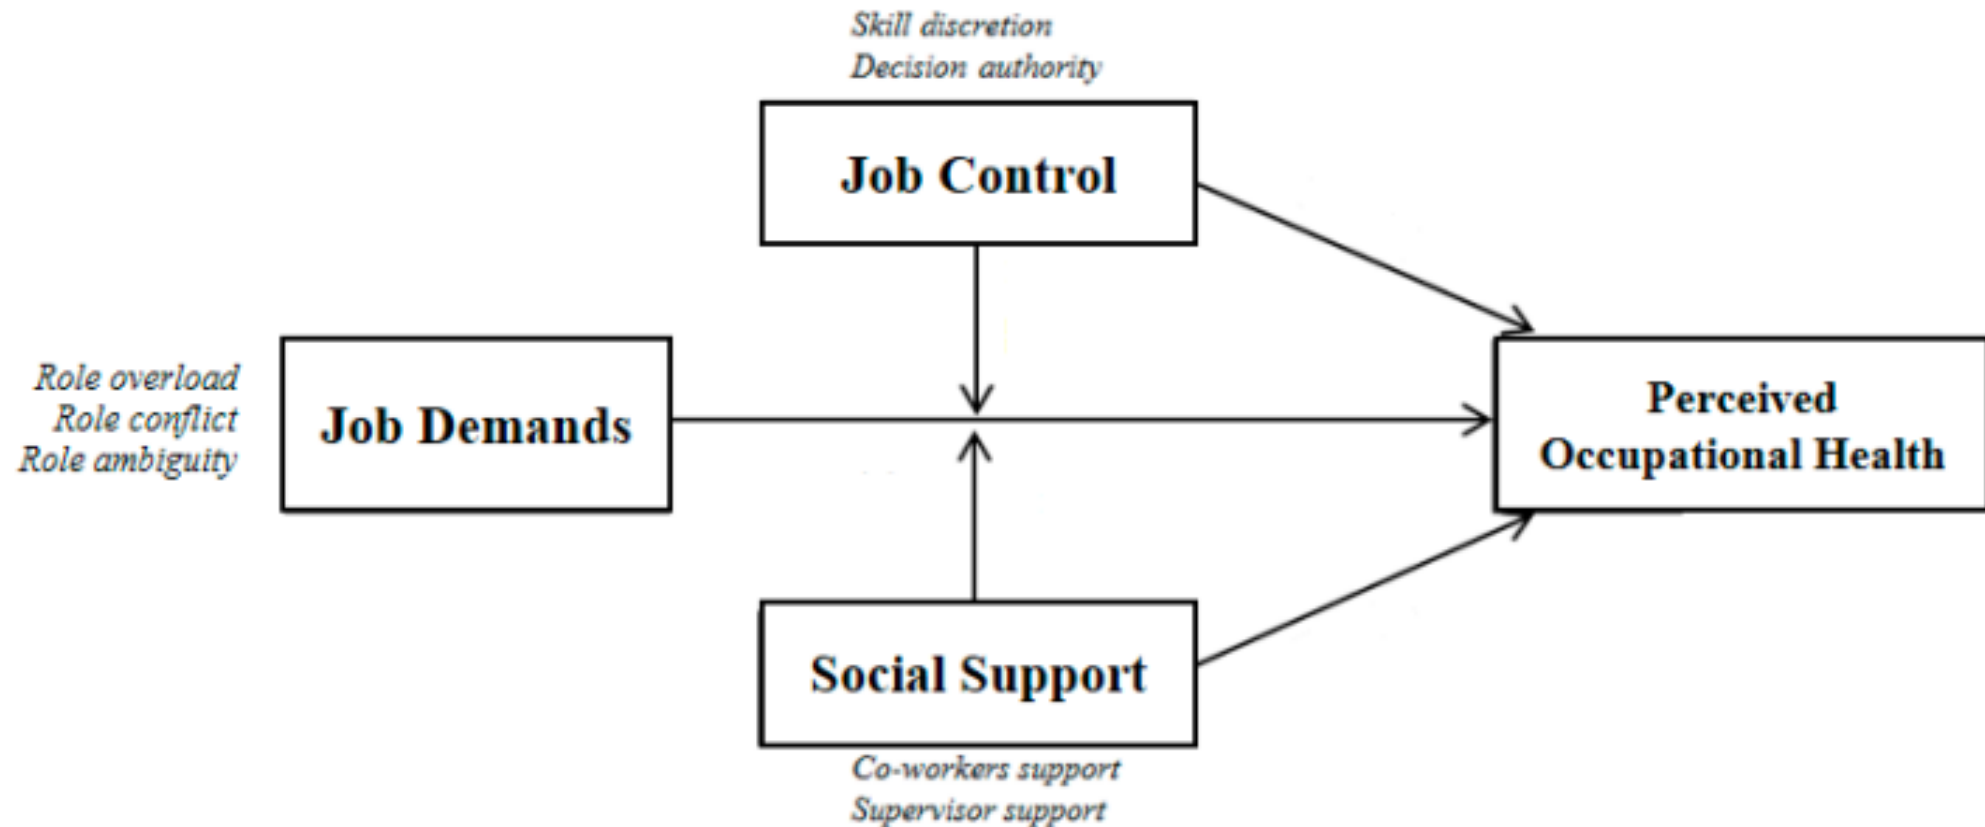 Skill discretion
Decision authority
Job Control
Role overload
Role conflict
Role ambiguity
Job Demands
Perceived
Occupational Health
Social Support
Co-workers support
Supervisor support